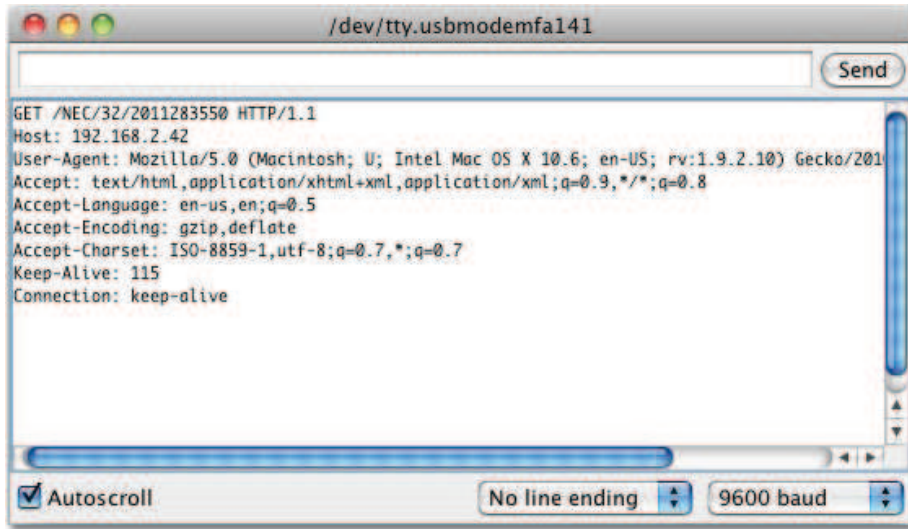 /dev/tty.usbmodemfa141
Send
GET /NEC/32/2011283550 HTTP/1.1
Host: 192.168.2.42
User-Agent: Mozilla/5.0 (Macintosh; U; Intel Mac OS X 10.6; en-US; rv:1.9.2.10) Gecko/201
Accept: text/html,application/xhtml+xml,application/xml;q=0.9,*/*;q=0.8
Accept-Language: en-us,en;q=0.5
Accept-Encoding: gzip,deflate
Accept-Charset: ISO-8859-1,utf-8;q=0.7,*;q=0.7
Keep-Alive: 115
Connection: keep-alive
Autoscroll
No line ending
9600 baud